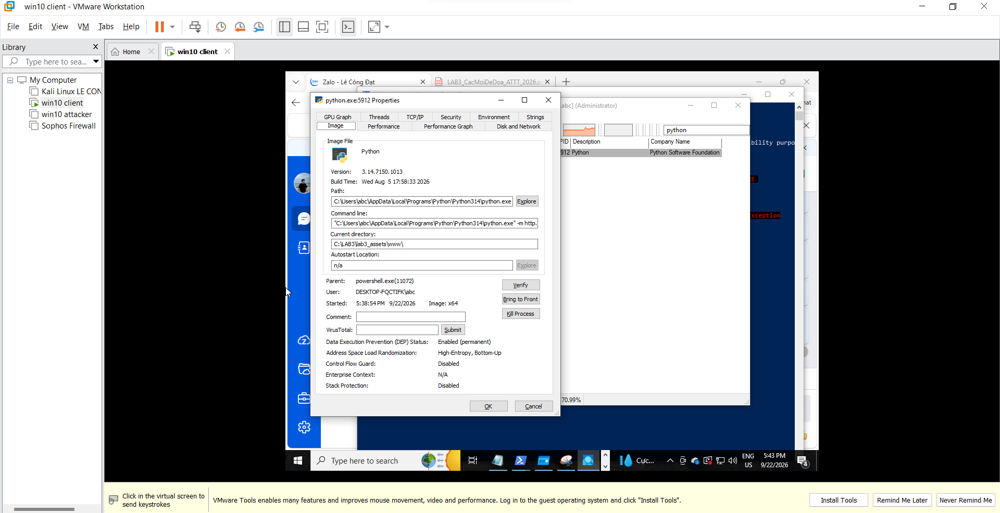 win10 client - VMware Workstation
File Edit View VM Tabs Help
Library
Home
win10 client
Type here to sea...
My Computer
Kali Linux LE CON
win10 client
win10 attacker
Sophos Firewall
Zalo - Lê Công Đạt
LAB3_CacMoiDeDoa_ATTT_2026.p
python.exe:5912 Properties
abc] (Administrator)
GPU Graph Threads TCP/IP Security Environment Strings
Image Performance Performance Graph Disk and Network
python
PID Description Company Name
5912 Python Python Software Foundation
bility purpo
E
xception
Image File
Python
Version: 3.14.7150.1013
Build Time: Wed Aug 5 17:58:33 2026
Path:
C:\Users\abc\AppData\Local\Programs\Python\Python314\python.exe Explore
Command line:
"C:\Users\abc\AppData\Local\Programs\Python\Python314\python.exe" -m http.
Current directory:
C:\LAB3\lab3_assets\www\
Autostart Location:
n/a Explore
Parent: powershell.exe(11072)
Verify
User: DESKTOP-FQCTIFK\abc
Bring to Front
Started: 5:38:54 PM 9/22/2026 Image: x64
Kill Process
Comment:
VirusTotal: Submit
Data Execution Prevention (DEP) Status: Enabled (permanent)
Address Space Load Randomization: High-Entropy, Bottom-Up
Control Flow Guard: Disabled
Enterprise Context: N/A
Stack Protection: Disabled
70.99%
OK Cancel
Type here to search
Cực...
ENG
US
5:43 PM
9/22/2026
4
Click in the virtual screen to
send keystrokes
VMware Tools enables many features and improves mouse movement, video and performance. Log in to the guest operating system and click "Install Tools".
Install Tools Remind Me Later Never Remind Me